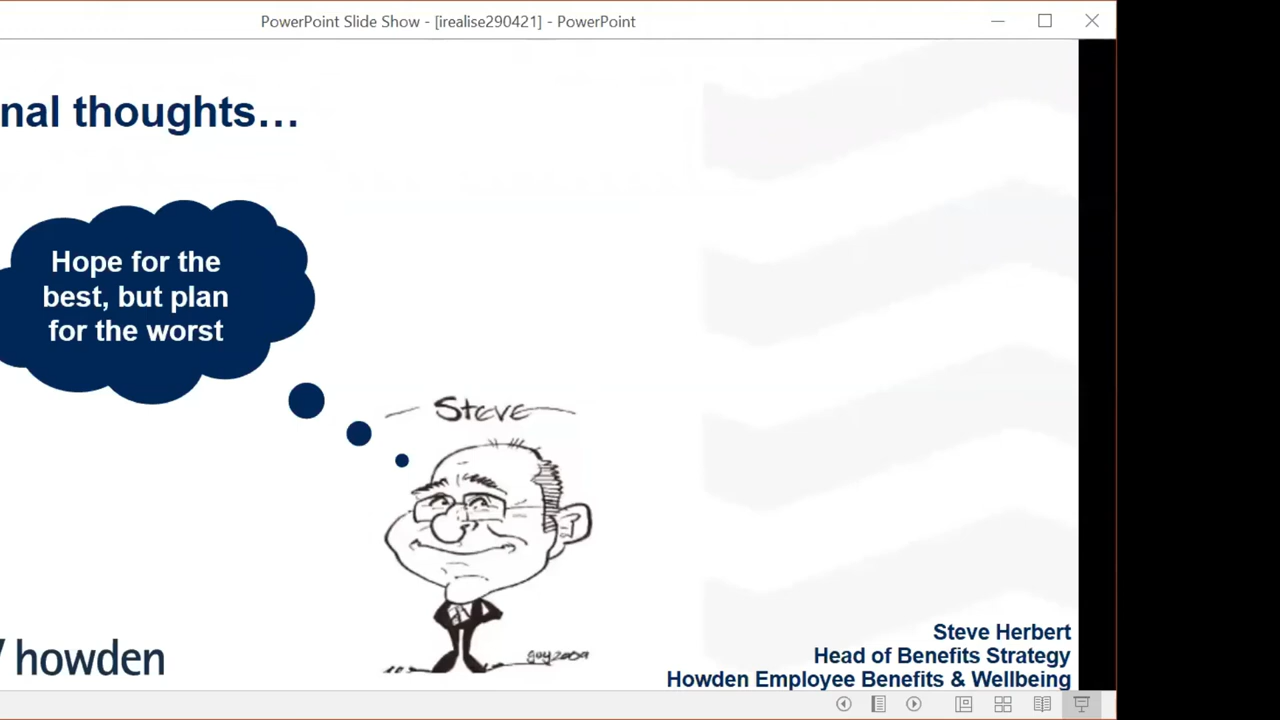 PowerPoint Slide Show - [irealise290421] - PowerPoint
nal thoughts...
Hope for the
best, but plan
for the worst
Steve
guy2009
howden
Steve Herbert
Head of Benefits Strategy
Howden Employee Benefits & Wellbeing